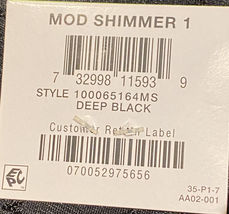 MOD SHIMMER 1
7 32998 11593 9
STYLE 100065164MS
DEEP BLACK
Customer Return Label
EPC
070052975656
35-P1-7
AA02-001